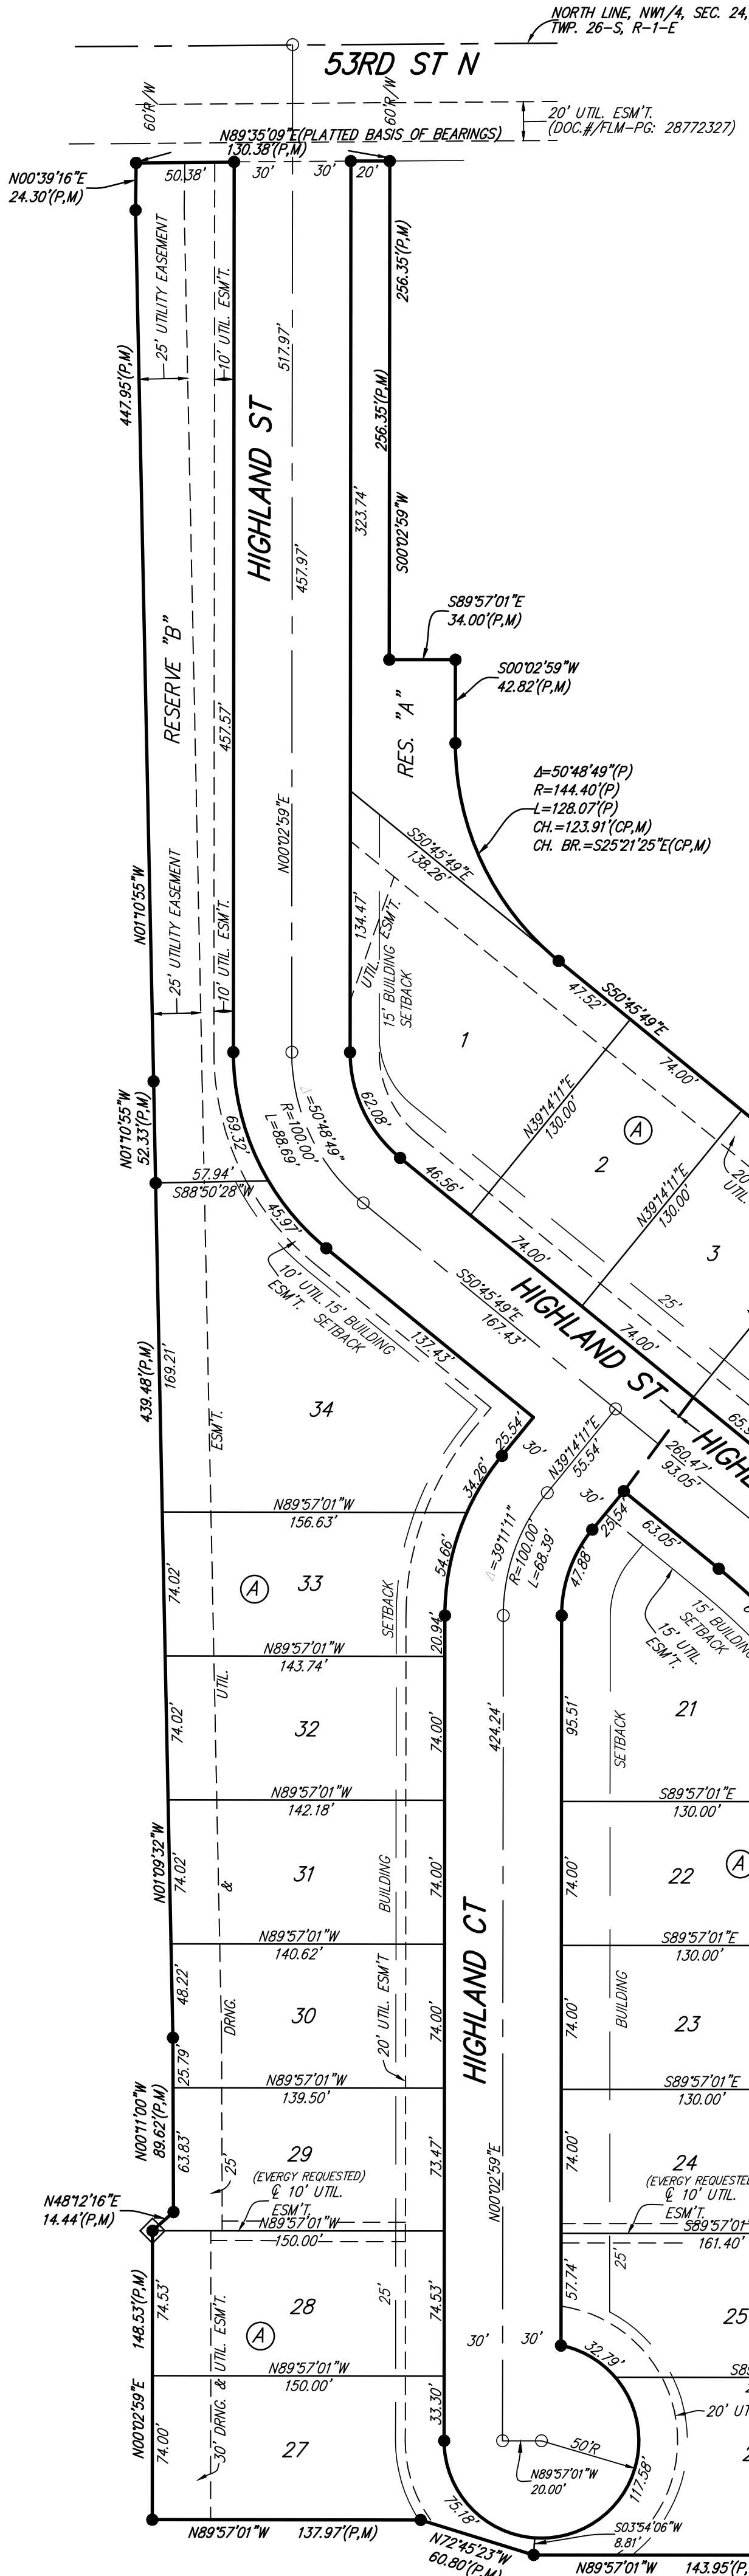 NORTH LINE, NW1/4, SEC. 24,
TWP. 26-S, R-1-E
53RD ST N
60'R/W
60'R/W
20' UTIL. ESM'T.
(DOC.#/FLM-PG: 28772327)
N89°35'09"E(PLATTED BASIS OF BEARINGS)
130.38'(P,M)
N00°39'16"E
24.30'(P,M)
50.38'
30'
30'
20'
25' UTILITY EASEMENT
10' UTIL. ESM'T.
256.35'(P,M)
517.97'
447.95'(P,M)
256.35'(P,M)
HIGHLAND ST
323.74'
457.97'
S00°02'59"W
S89°57'01"E
34.00'(P,M)
RESERVE "B"
S00°02'59"W
42.82'(P,M)
457.57'
RES. "A"
Δ=50°48'49"(P)
R=144.40'(P)
L=128.07'(P)
CH.=123.91'(CP,M)
CH. BR.=S25°21'25"E(CP,M)
N00°02'59"E
S50°45'49"E
138.26'
N01°10'55"W
25' UTILITY EASEMENT
10' UTIL. ESM'T.
134.47'
UTIL. ESM'T.
15' BUILDING
SETBACK
47.52'
S50°45'49"E
74.00'
1
N39°14'11"E
130.00'
N01°10'55"W
52.33'(P,M)
69.32'
Δ=50°48'49"
R=100.00'
L=88.69'
62.08'
A
2
20'
UTIL.
46.56'
57.94'
S88°50'28"W
N39°14'11"E
130.00'
45.97'
74.00'
3
10' UTIL.
ESM'T.
15' BUILDING
SETBACK
137.43'
S50°45'49"E
167.43'
HIGHLAND ST
25'
74.00'
439.48'(P,M)
169.21'
34
ESM'T.
25.54'
30'
N39°14'11"E
55.54'
65.9
HIGHL
260.47'
93.05'
34.26'
30'
25.54'
63.05'
N89°57'01"W
156.63'
54.66'
Δ=39°11'11"
R=100.00'
L=68.39'
47.88'
74.02'
A
33
SETBACK
20.94'
15' BUILDING
SETBACK
15' UTIL.
ESM'T.
N89°57'01"W
143.74'
UTIL.
74.02'
32
74.00'
424.24'
95.51'
SETBACK
21
N89°57'01"W
142.18'
S89°57'01"E
130.00'
N01°09'32"W
74.02'
31
&
BUILDING
74.00'
HIGHLAND CT
74.00'
22
A
N89°57'01"W
140.62'
S89°57'01"E
130.00'
48.22'
30
DRNG.
20' UTIL. ESM'T
74.00'
74.00'
BUILDING
23
25.79'
N89°57'01"W
139.50'
S89°57'01"E
130.00'
N00°11'00"W
89.62'(P,M)
63.83'
25'
29
(EVERGY REQUESTED)
℄ 10' UTIL.
ESM'T.
73.47'
N00°02'59"E
74.00'
24
(EVERGY REQUESTED
℄ 10' UTIL.
ESM'T.
N48°12'16"E
14.44'(P,M)
N89°57'01"W
150.00'
S89°57'01"
161.40'
148.53'(P,M)
74.53'
28
A
25'
74.53'
57.74'
25'
25
30'
30'
32.79'
N89°57'01"W
150.00'
S89
20' UT
N00°02'59"E
74.00'
30' DRNG. & UTIL. ESM'T.
27
33.30'
50'R
N89°57'01"W
20.00'
117.58'
75.18'
S03°54'06"W
8.81'
N89°57'01"W 137.97'(P,M)
N72°45'23"W
60.80'(P,M)
N89°57'01"W 143.95'(P,